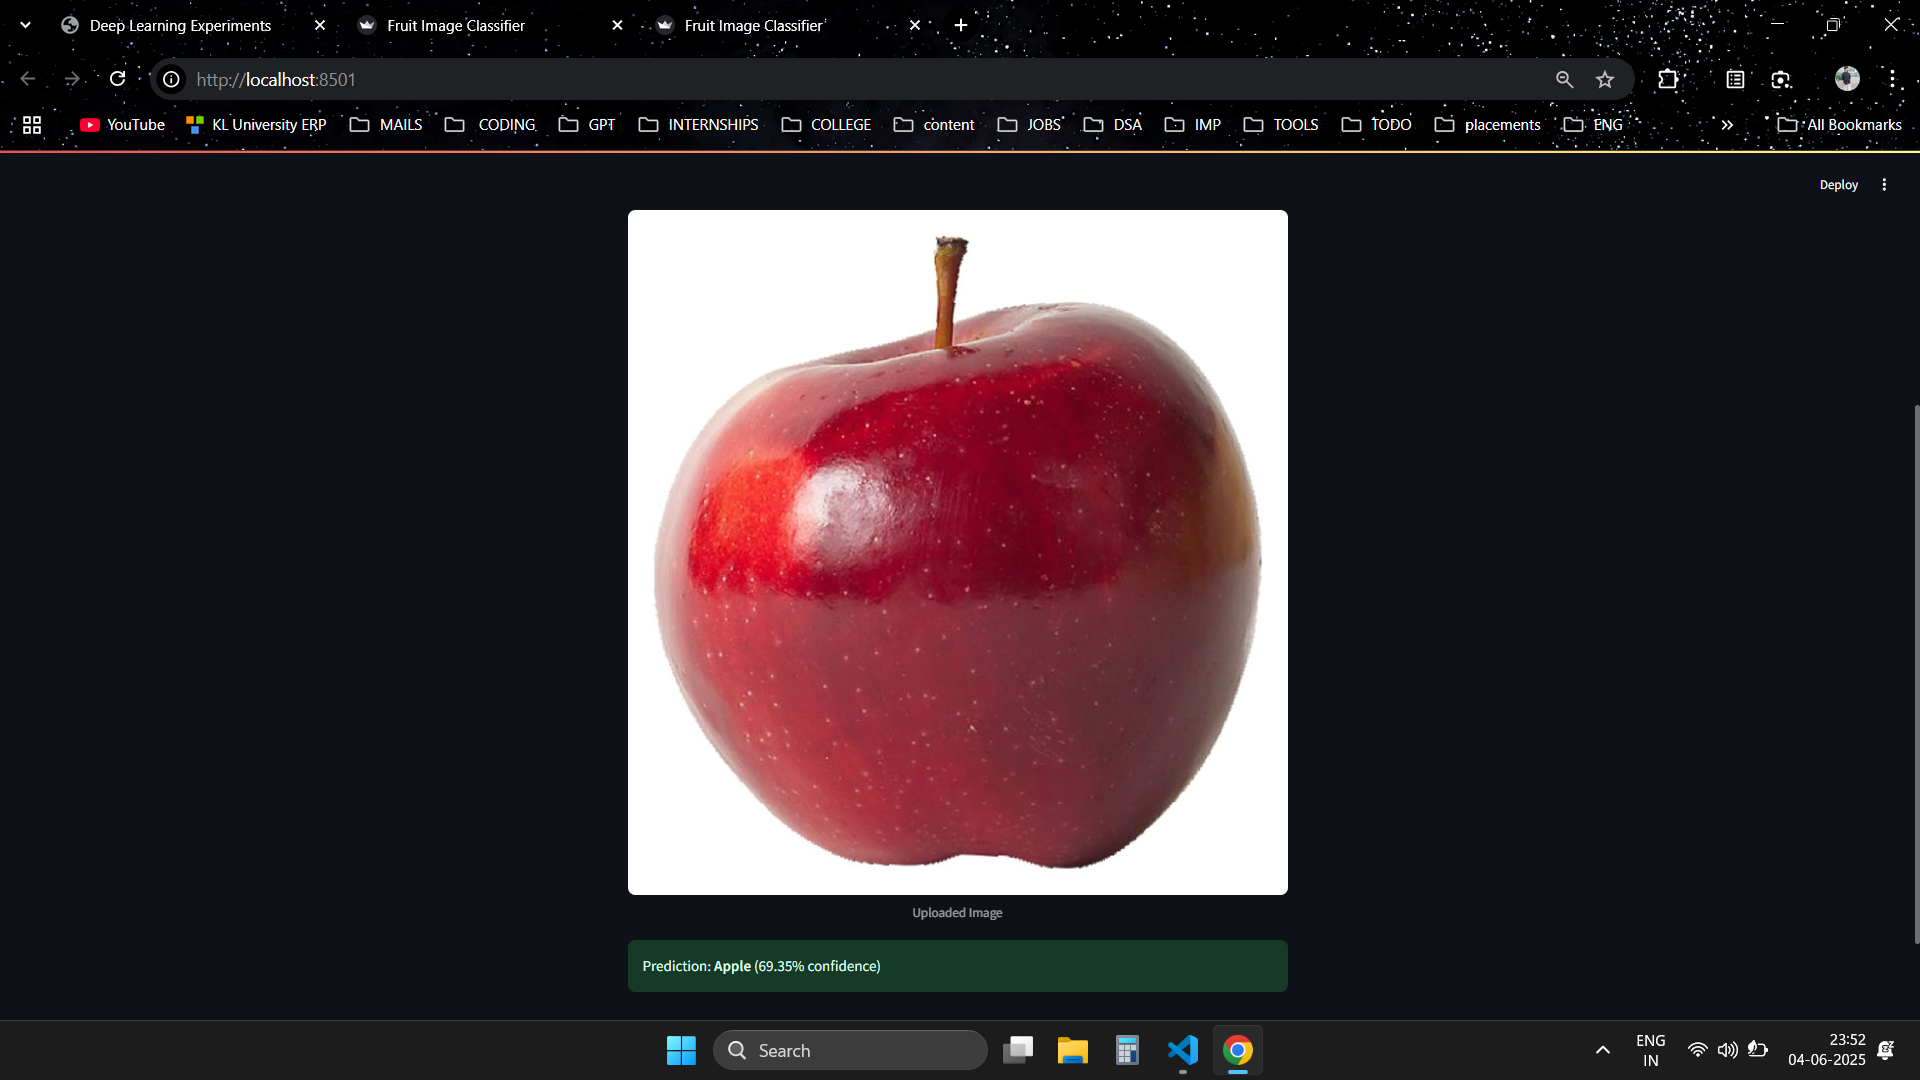 Deep Learning Experiments
Fruit Image Classifier
Fruit Image Classifier
http://localhost:8501
YouTube
KL University ERP
MAILS
CODING
GPT
INTERNSHIPS
COLLEGE
content
JOBS
DSA
IMP
TOOLS
TODO
placements
ENG
All Bookmarks
Deploy
Uploaded Image
Prediction: Apple (69.35% confidence)
Search
ENG
IN
23:52
04-06-2025